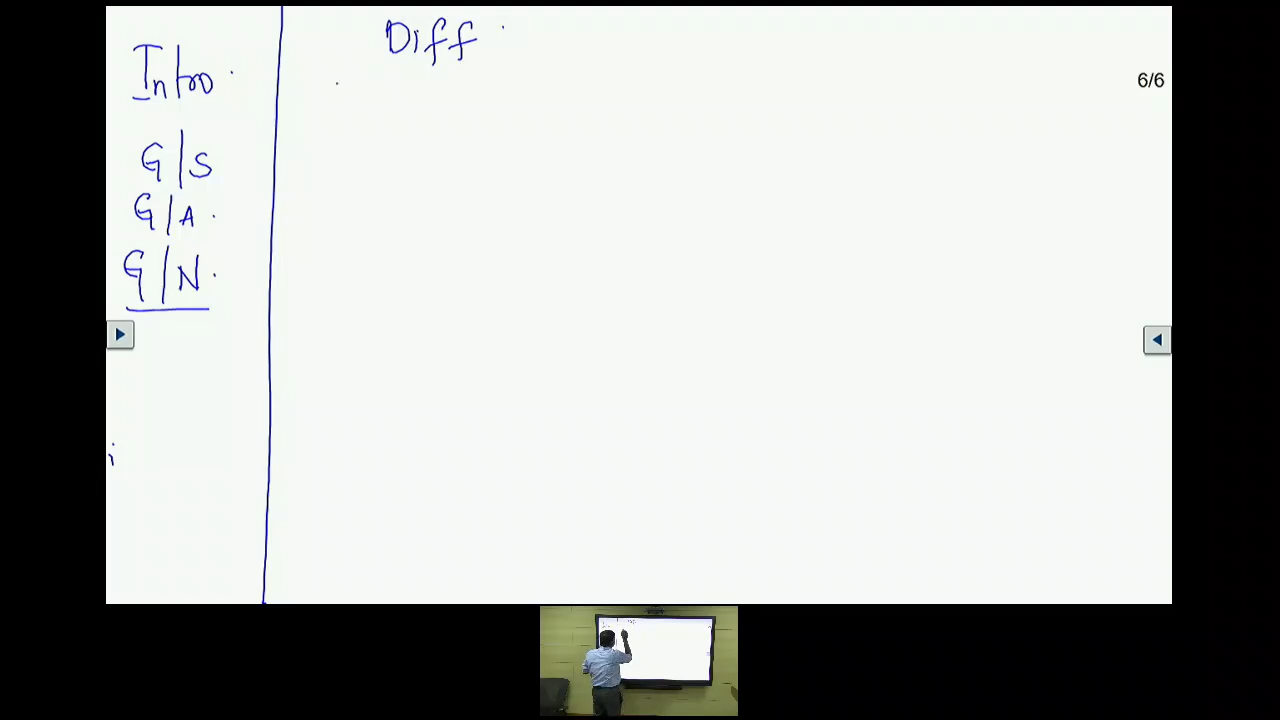 Intro.
G/S
G/A.
G/N.
i
Diff
6/6